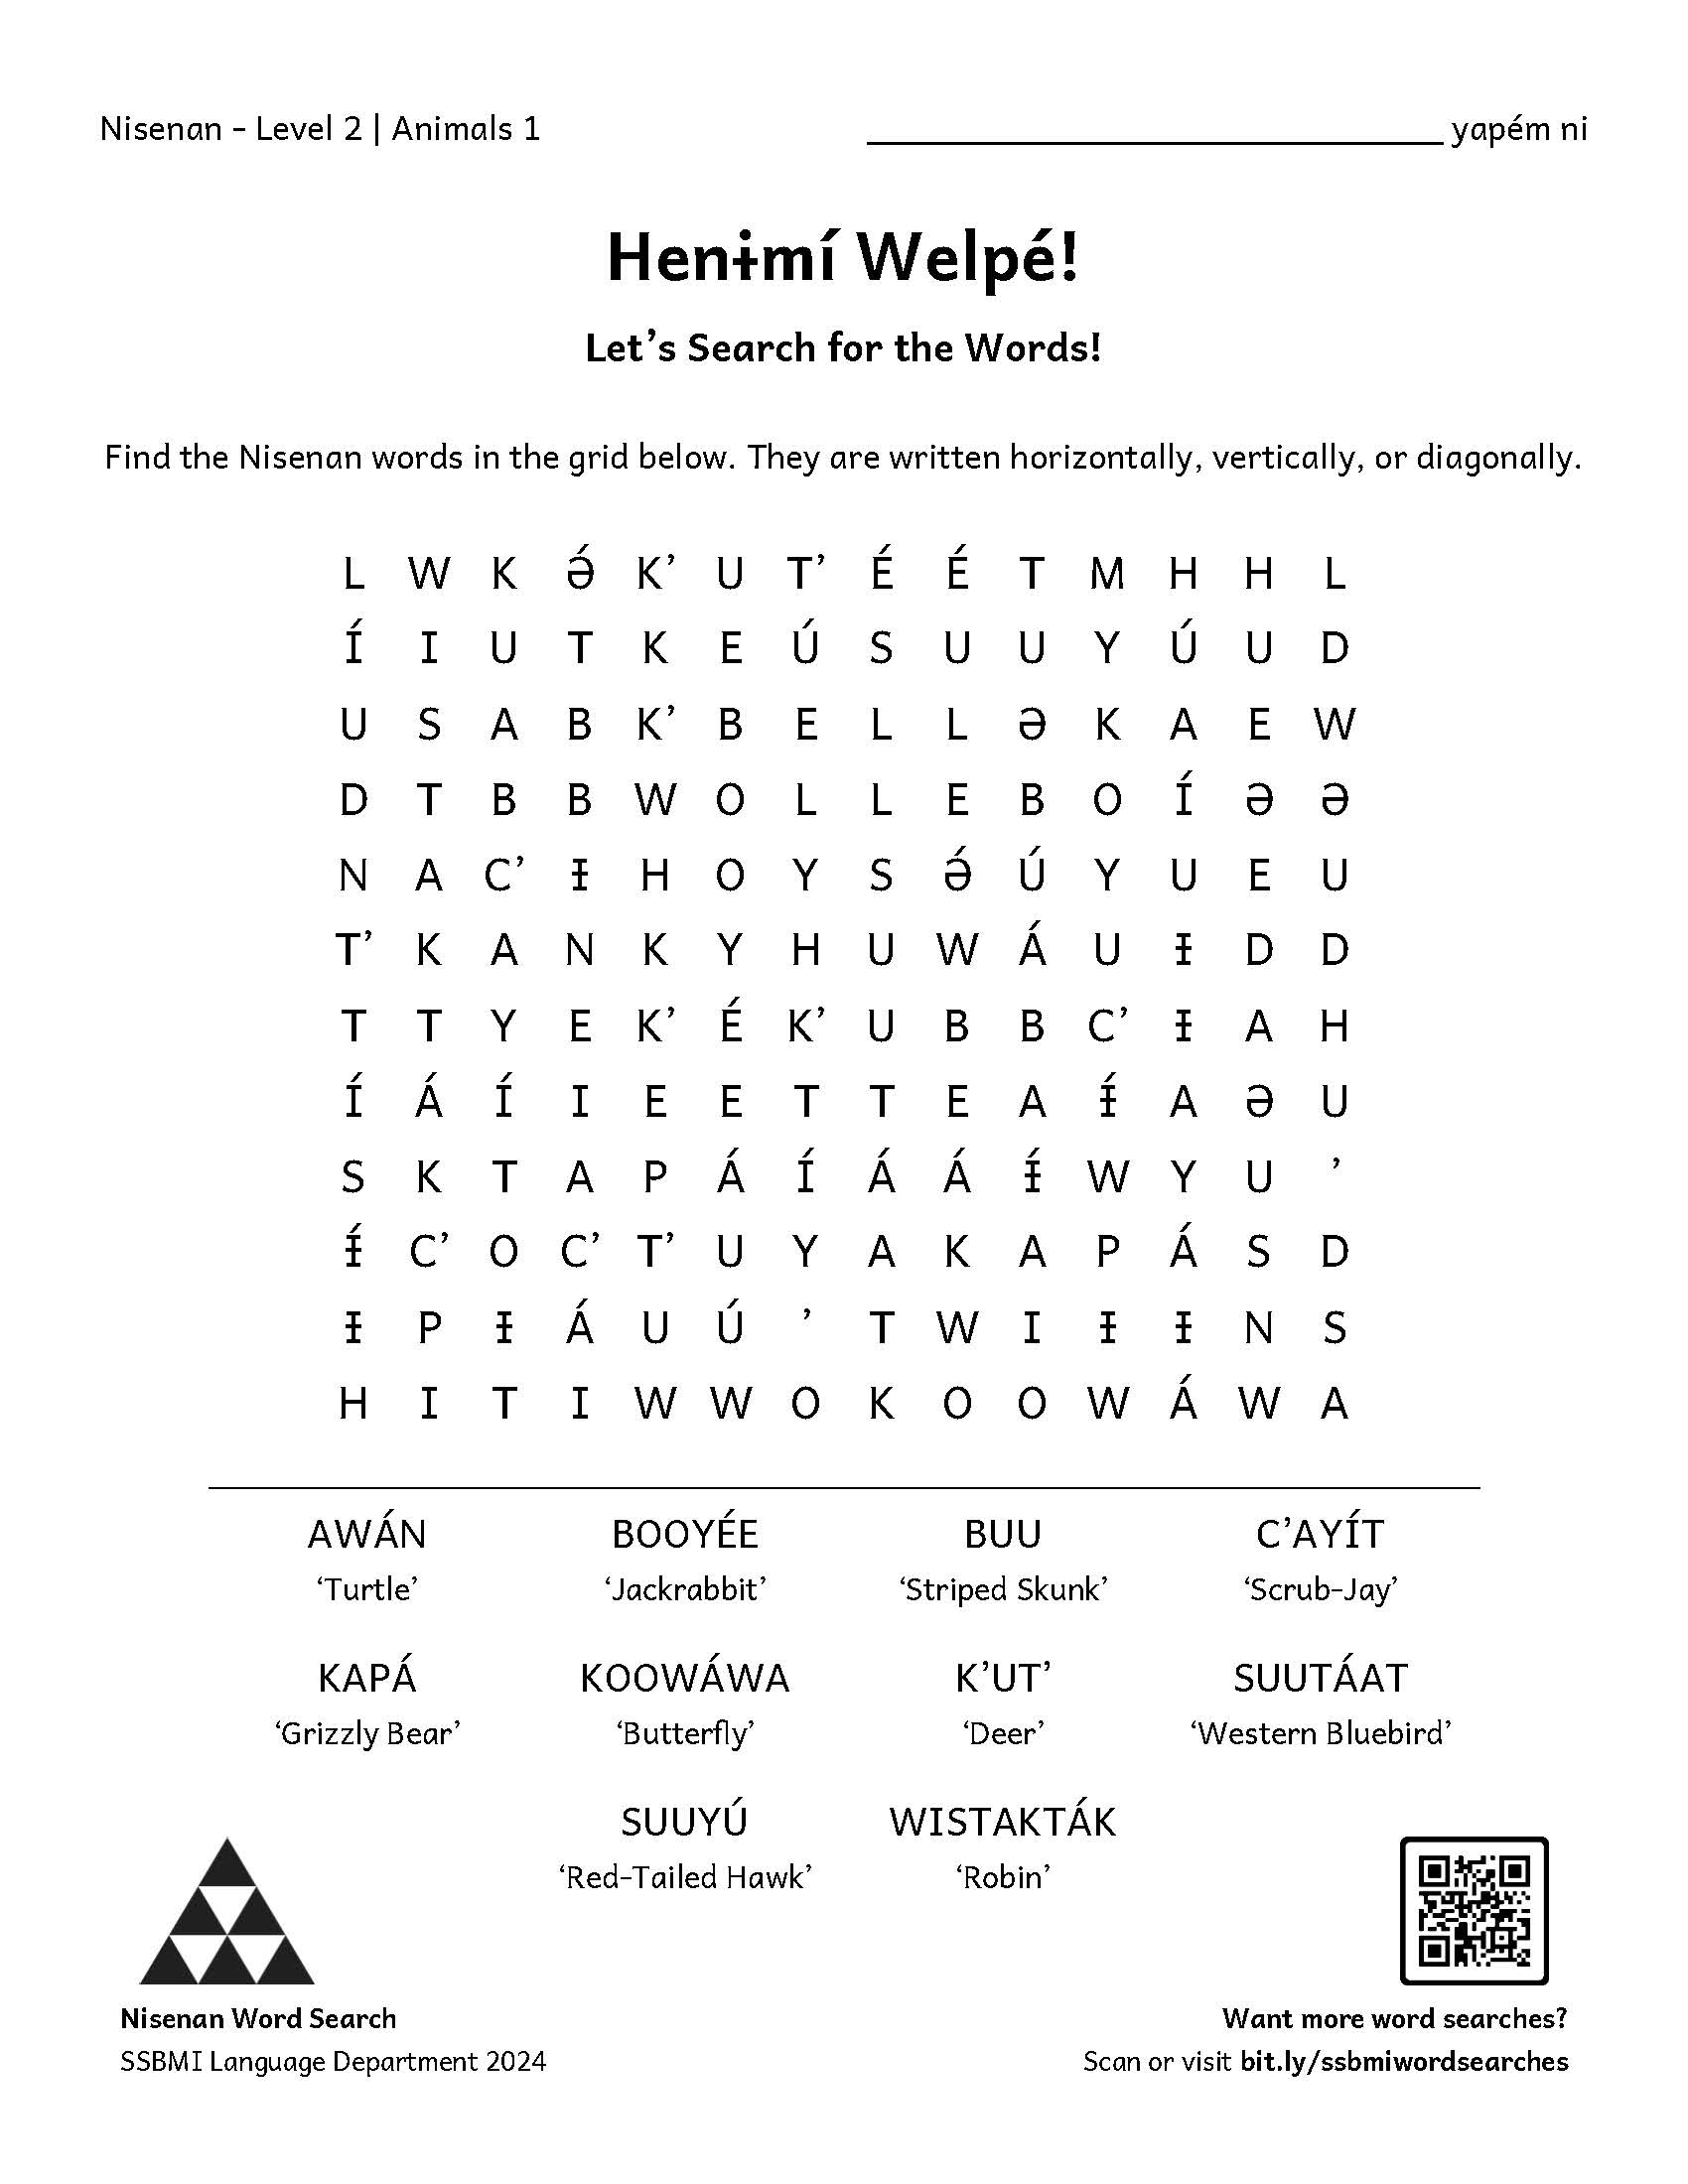 Nisenan - Level 2 | Animals 1 ______________________________ yapém ni
Henɨmí Welpé!
Let’s Search for the Words!
Find the Nisenan words in the grid below. They are written horizontally, vertically, or diagonally.
L W K Ə́ K’ U T’ É É T M H H L
Í I U T K E Ú S U U Y Ú U D
U S A B K’ B E L L Ə K A E W
D T B B W O L L E B O Í Ə Ə
N A C’ Ɨ H O Y S Ə́ Ú Y U E U
T’ K A N K Y H U W Á U Ɨ D D
T T Y E K’ É K’ U B B C’ Ɨ A H
Í Á Í I E E T T E A Ɨ́ A Ə U
S K T A P Á Í Á Á Ɨ́ W Y U ’
Ɨ́ C’ O C’ T’ U Y A K A P Á S D
Ɨ P Ɨ Á U Ú ’ T W I Ɨ Ɨ N S
H I T I W W O K O O W Á W A
AWÁN BOOYÉE BUU C’AYÍT
‘Turtle’ ‘Jackrabbit’ ‘Striped Skunk’ ‘Scrub-Jay’
KAPÁ KOOWÁWA K’UT’ SUUTÁAT
‘Grizzly Bear’ ‘Butterfly’ ‘Deer’ ‘Western Bluebird’
SUUYÚ WISTAKTÁK
‘Red-Tailed Hawk’ ‘Robin’
Nisenan Word Search
SSBMI Language Department 2024
Want more word searches?
Scan or visit bit.ly/ssbmiwordsearches